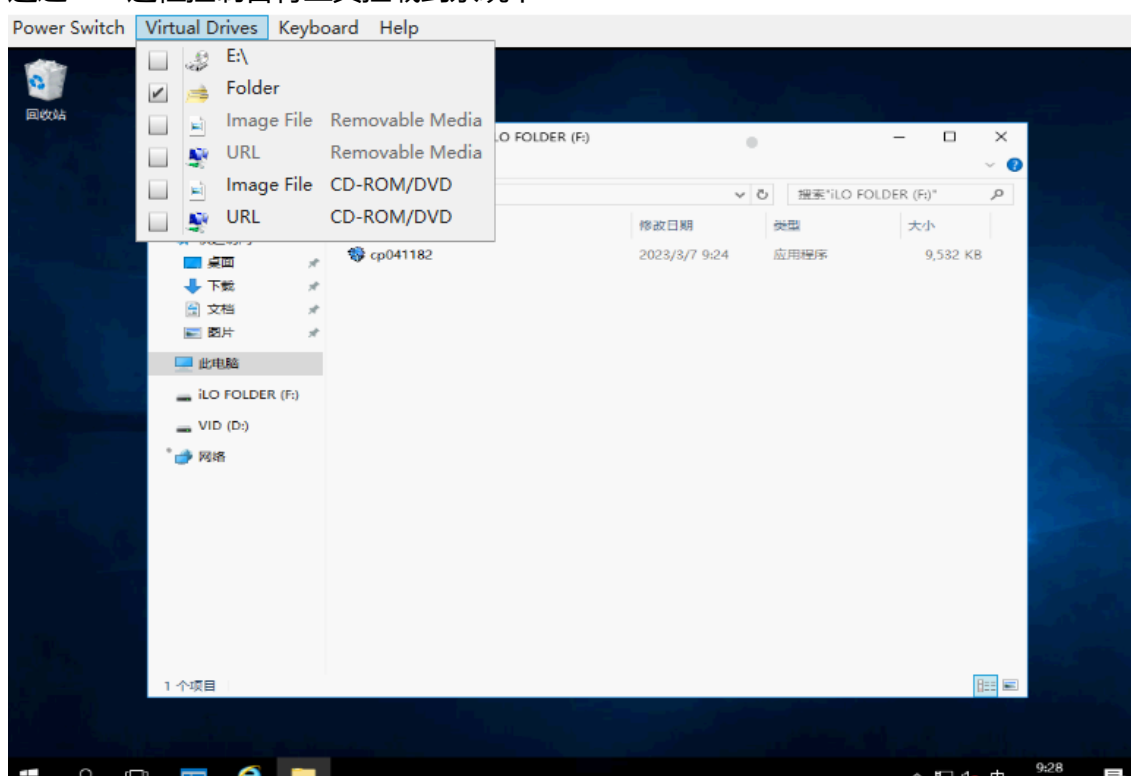 Power Switch Virtual Drives Keyboard Help
E:\
Folder
Image File Removable Media
URL Removable Media
Image File CD-ROM/DVD
URL CD-ROM/DVD
回收站
LO FOLDER (F:)
搜索"iLO FOLDER (F:)"
修改日期 类型 大小
cp041182 2023/3/7 9:24 应用程序 9,532 KB
桌面
下载
文档
图片
此电脑
iLO FOLDER (F:)
VID (D:)
网络
1 个项目
9:28